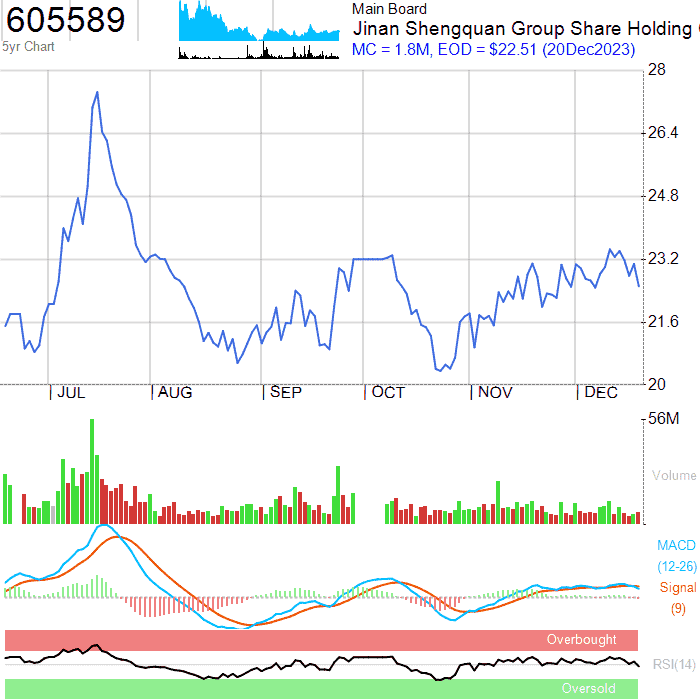 605589
5yr Chart
Main Board
Jinan Shengquan Group Share Holding
MC = 1.8M, EOD = $22.51 (20Dec2023)
28
26.4
24.8
23.2
21.6
20
JUL AUG SEP OCT NOV DEC
56M
Volume
MACD
(12-26)
Signal
(9)
Overbought
RSI(14)
Oversold